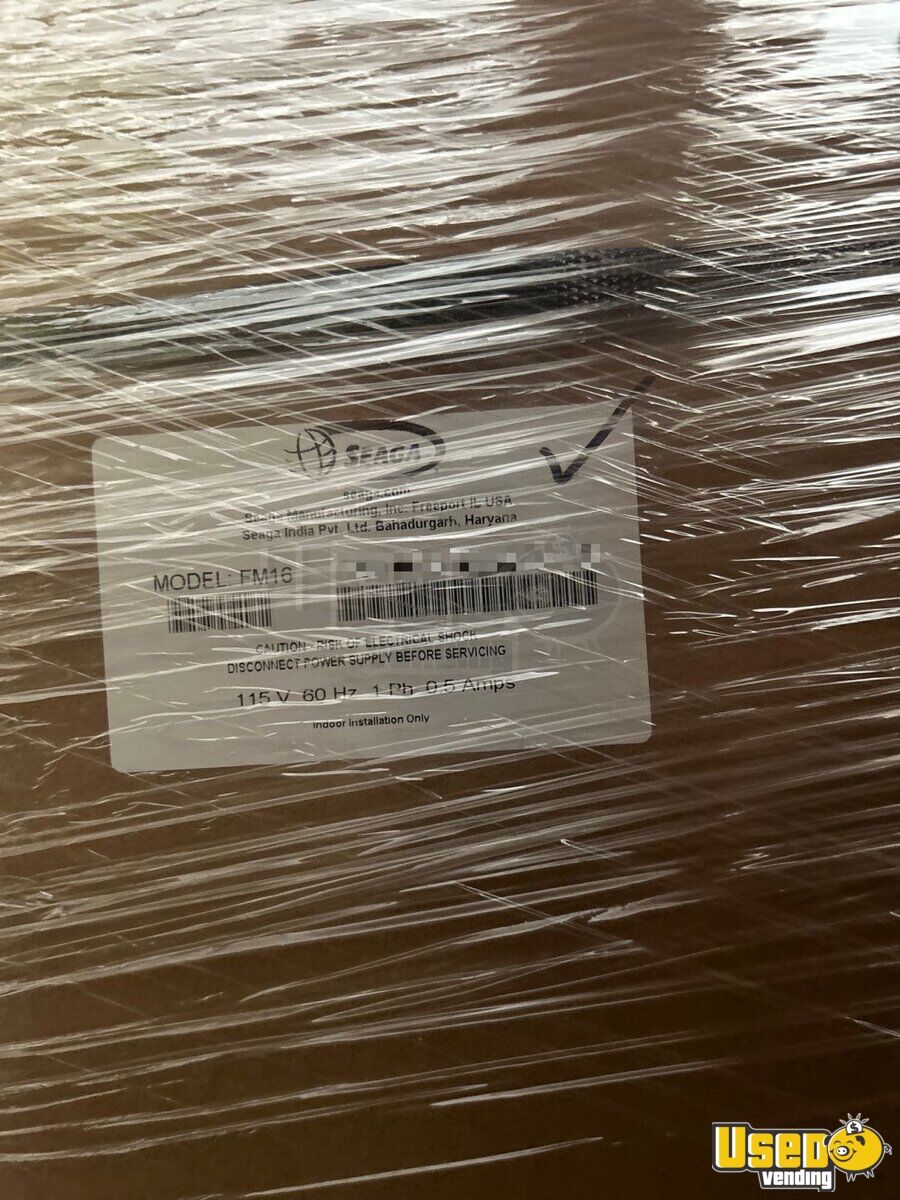 SEAGA
seaga.com
Seaga Manufacturing, Inc. Freeport IL USA
Seaga India Pvt. Ltd. Bahadurgarh, Haryana
MODEL: FM16
CAUTION - RISK OF ELECTRICAL SHOCK
DISCONNECT POWER SUPPLY BEFORE SERVICING
115 V 60 Hz 1 Ph 0.5 Amps
Indoor Installation Only
USED
vending